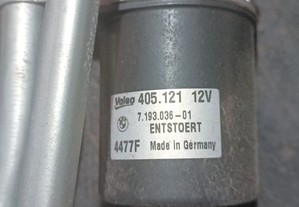 Valeo 405.121 12V
7.193.036-01
ENTSTOERT
4477F Made in Germany